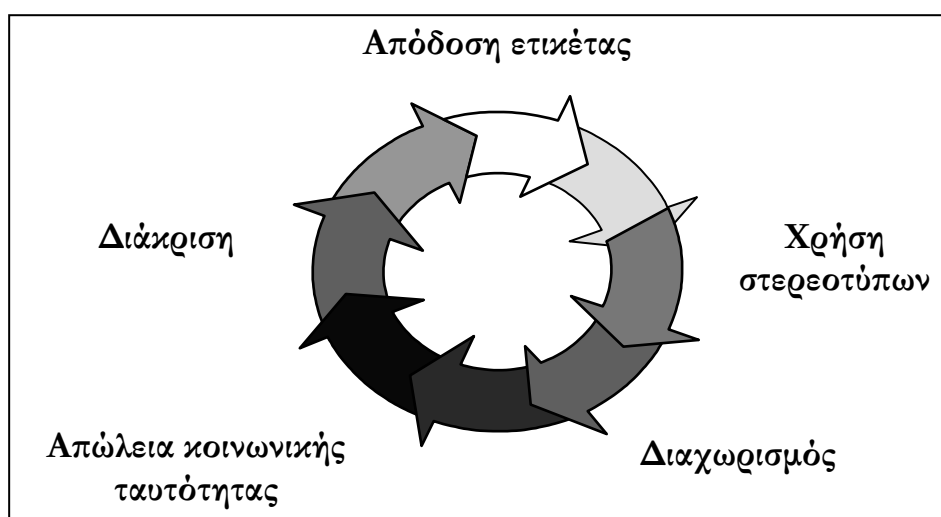 Απόδοση ετικέτας
Χρήση
στερεοτύπων
Διαχωρισμός
Απώλεια κοινωνικής
ταυτότητας
Διάκριση